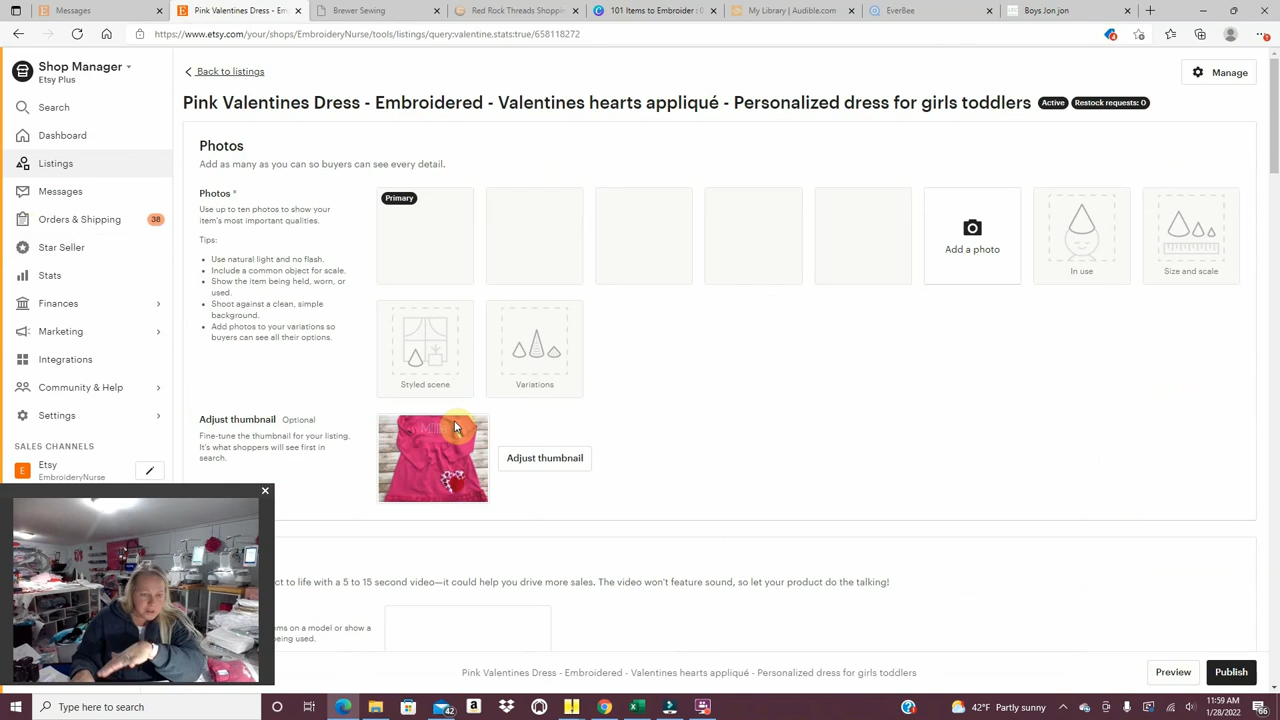 Messages
Pink Valentines Dress - Em
Brewer Sewing
Red Rock Threads Shoppin
101 Items to Embroider :
My Library | Audible.com
EverBee
Boys Jon jon
https://www.etsy.com/your/shops/EmbroideryNurse/tools/listings/query:valentine,stats:true/658118272
Shop Manager
Etsy Plus
Search
Dashboard
Listings
Messages
Orders & Shipping 38
Star Seller
Stats
Finances
Marketing
Integrations
Community & Help
Settings
SALES CHANNELS
Etsy
EmbroideryNurse
Back to listings
Manage
Pink Valentines Dress - Embroidered - Valentines hearts appliqué - Personalized dress for girls toddlers Active Restock requests: 0
Photos
Add as many as you can so buyers can see every detail.
Photos *
Use up to ten photos to show your
item's most important qualities.
Tips:
• Use natural light and no flash.
• Include a common object for scale.
• Show the item being held, worn, or
used.
• Shoot against a clean, simple
background.
• Add photos to your variations so
buyers can see all their options.
Primary
Add a photo
In use
Size and scale
Styled scene
Variations
Adjust thumbnail Optional
Fine-tune the thumbnail for your listing.
It's what shoppers will see first in
search.
Adjust thumbnail
ct to life with a 5 to 15 second video—it could help you drive more sales. The video won't feature sound, so let your product do the talking!
ems on a model or show a
being used.
Pink Valentines Dress - Embroidered - Valentines hearts appliqué - Personalized dress for girls toddlers
Preview
Publish
Type here to search
42
42°F Partly sunny
11:59 AM
1/28/2022
66